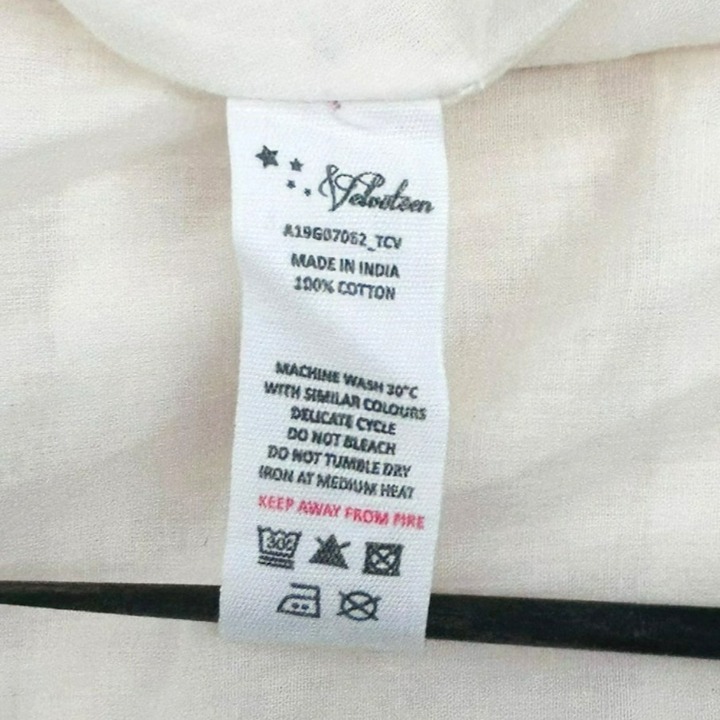 Velveteen
A19G07062_TCV
MADE IN INDIA
100% COTTON
MACHINE WASH 30°C
WITH SIMILAR COLOURS
DELICATE CYCLE
DO NOT BLEACH
DO NOT TUMBLE DRY
IRON AT MEDIUM HEAT
KEEP AWAY FROM FIRE
30°